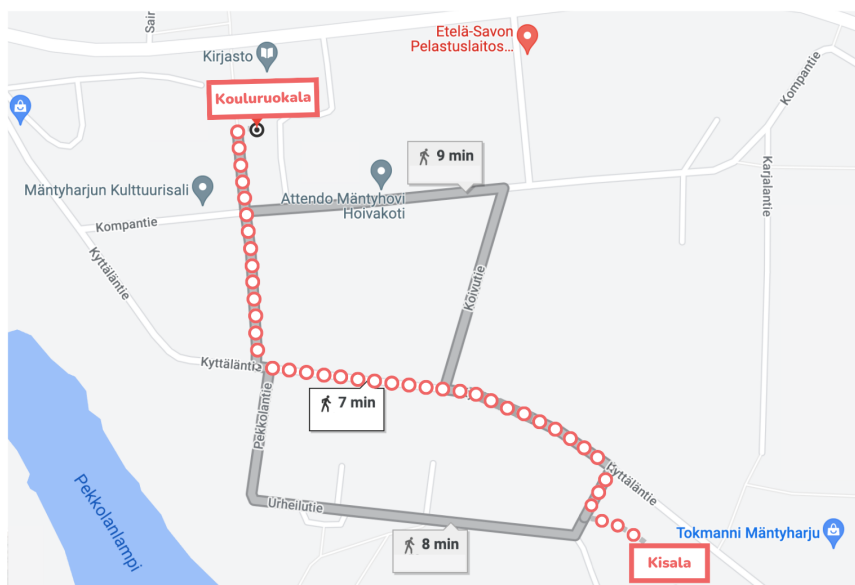 Sair
Etelä-Savon
Pelastuslaitos...
Kirjasto
Kompantie
Kouluruokala
9 min
Karjalantie
Mäntyharjun Kulttuurisali
Attendo Mäntyhovi
Hoivakoti
Kompantie
Kyttäläntie
Koivutie
Kyttäläntie
7 min
Pekkolantie
Kyttäläntie
Urheilutie
Pekkolanlampi
8 min
Tokmanni Mäntyharju
Kisala